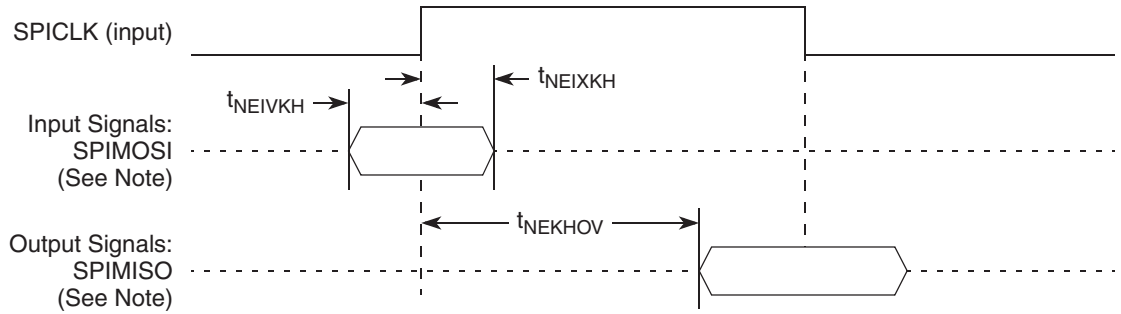 SPICLK (input)
tNEIXKH
tNEIVKH
Input Signals:
SPIMOSI
(See Note)
tNEKHOV
Output Signals:
SPIMISO
(See Note)